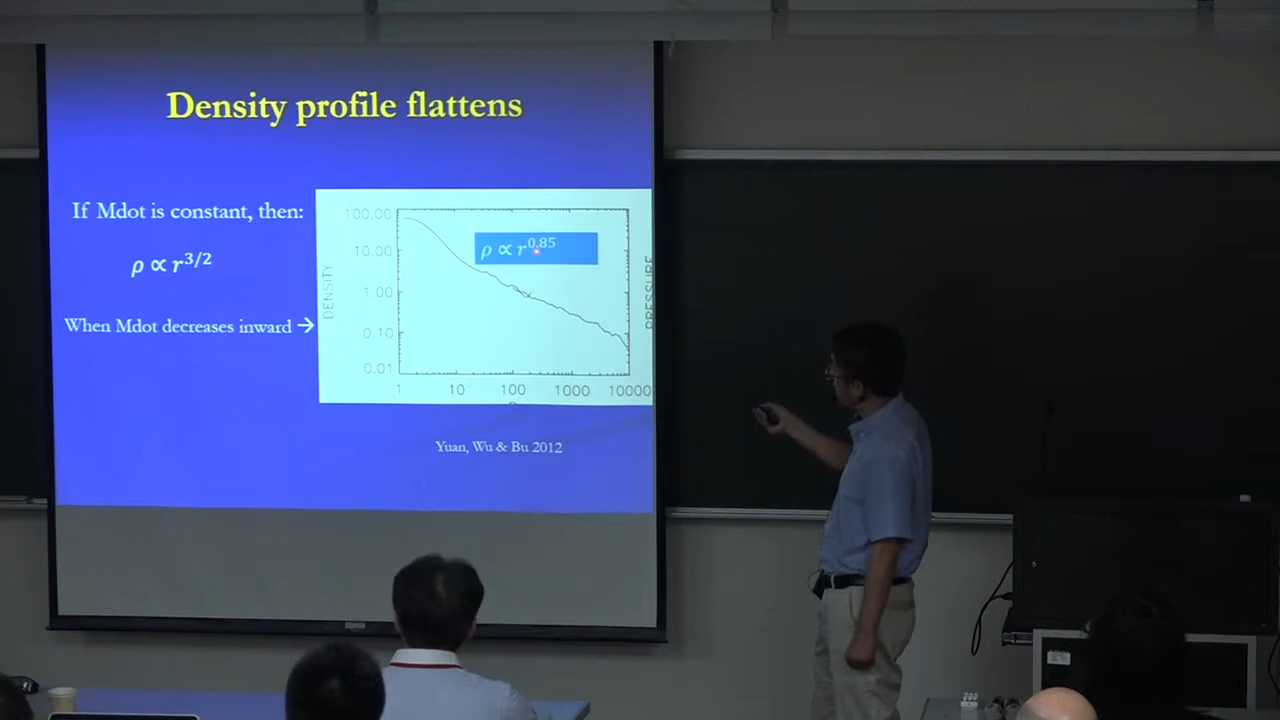 Density profile flattens
If Mdot is constant, then:
ρ ∝ r^3/2
When Mdot decreases inward →
ρ ∝ r^0.85
DENSITY
100.00
10.00
1.00
0.10
0.01
1 10 100 1000 10000
PRESSURE
Yuan, Wu & Bu 2012